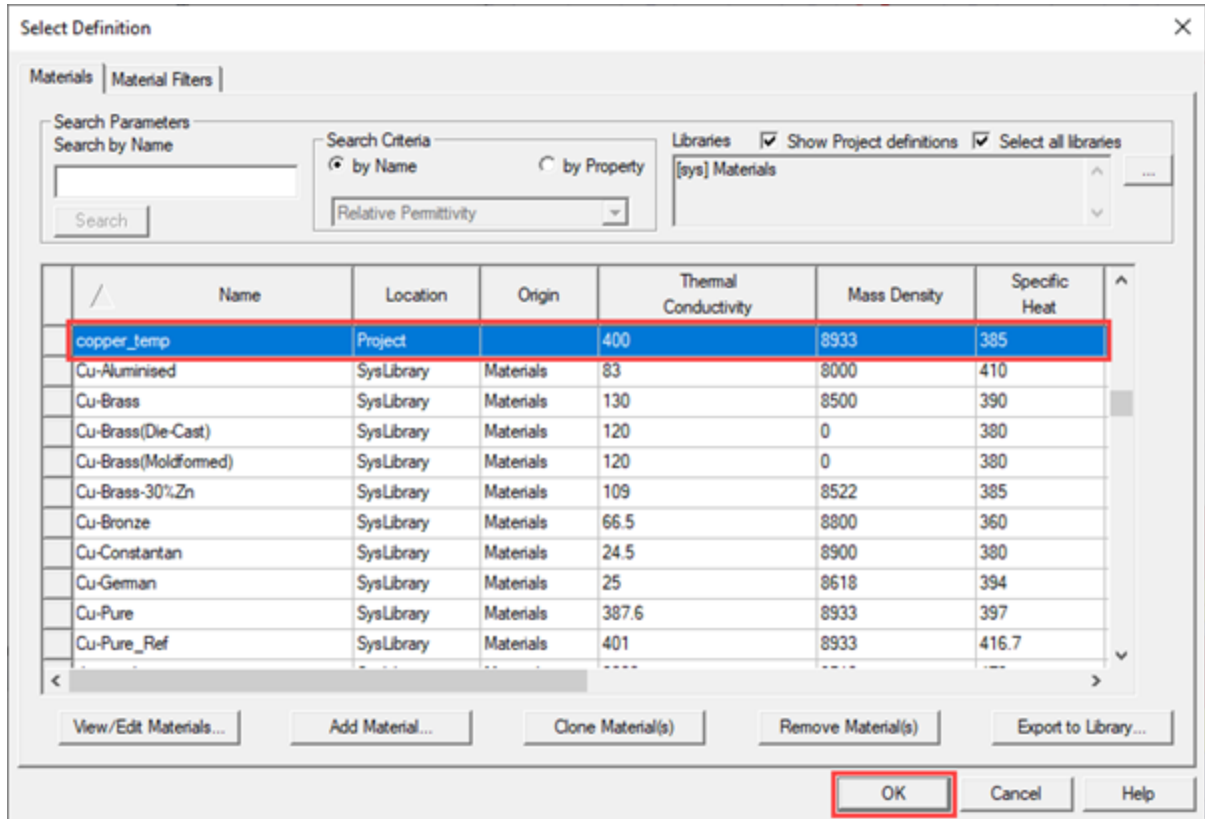 Select Definition
Materials
Material Filters
Search Parameters
Search by Name
Search
Search Criteria
by Name
by Property
Relative Permittivity
Libraries
Show Project definitions
Select all libraries
[sys] Materials
...
Name Location Origin Thermal Conductivity Mass Density Specific Heat
copper_temp Project 400 8933 385
Cu-Aluminised SysLibrary Materials 83 8000 410
Cu-Brass SysLibrary Materials 130 8500 390
Cu-Brass(Die-Cast) SysLibrary Materials 120 0 380
Cu-Brass(Moldformed) SysLibrary Materials 120 0 380
Cu-Brass-30%Zn SysLibrary Materials 109 8522 385
Cu-Bronze SysLibrary Materials 66.5 8800 360
Cu-Constantan SysLibrary Materials 24.5 8900 380
Cu-German SysLibrary Materials 25 8618 394
Cu-Pure SysLibrary Materials 387.6 8933 397
Cu-Pure_Ref SysLibrary Materials 401 8933 416.7
View/Edit Materials...
Add Material...
Clone Material(s)
Remove Material(s)
Export to Library...
OK
Cancel
Help